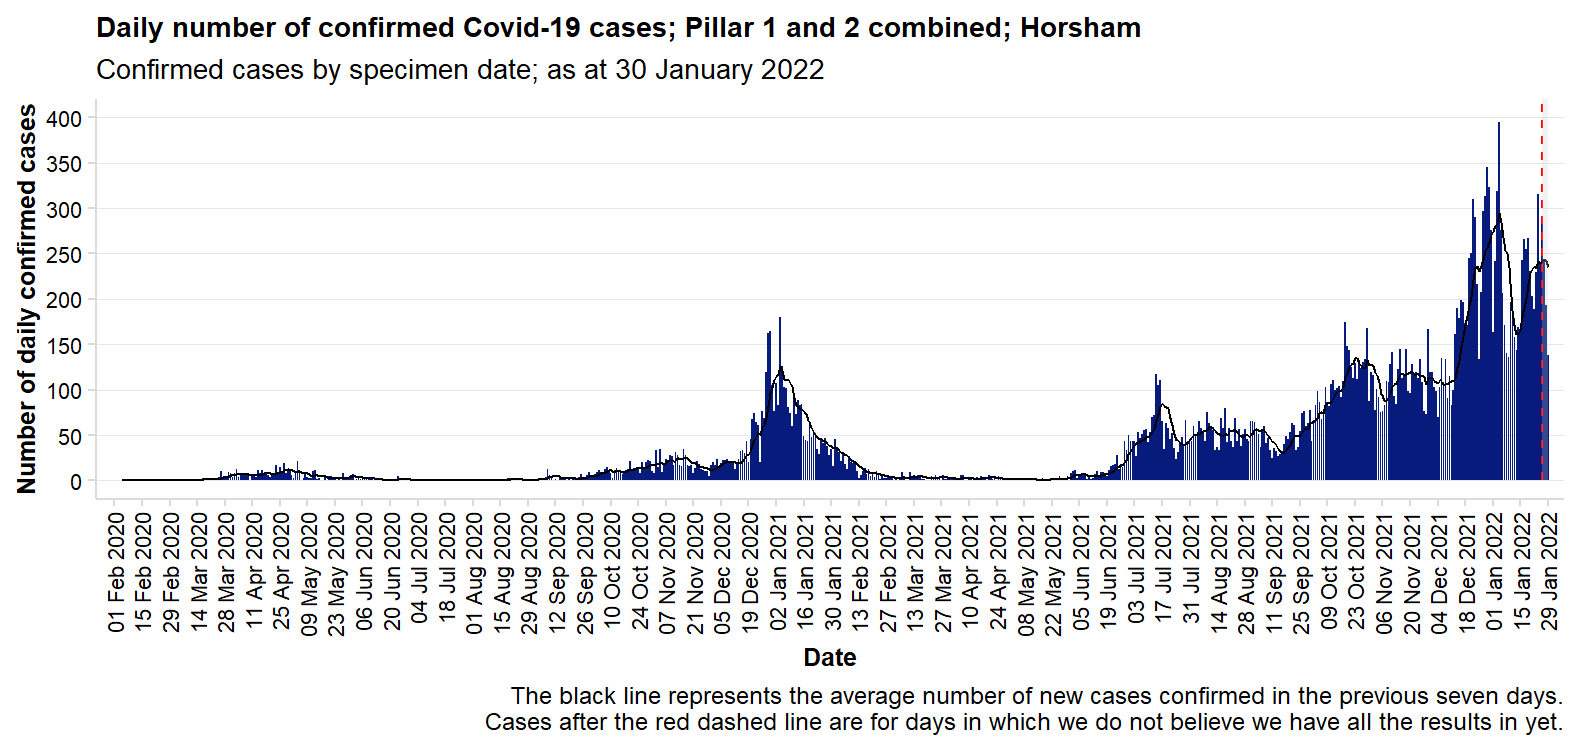 Daily number of confirmed Covid-19 cases; Pillar 1 and 2 combined; Horsham
Confirmed cases by specimen date; as at 30 January 2022
Number of daily confirmed cases
400
350
300
250
200
150
100
50
0
01 Feb 2020
15 Feb 2020
29 Feb 2020
14 Mar 2020
28 Mar 2020
11 Apr 2020
25 Apr 2020
09 May 2020
23 May 2020
06 Jun 2020
20 Jun 2020
04 Jul 2020
18 Jul 2020
01 Aug 2020
15 Aug 2020
29 Aug 2020
12 Sep 2020
26 Sep 2020
10 Oct 2020
24 Oct 2020
07 Nov 2020
21 Nov 2020
05 Dec 2020
19 Dec 2020
02 Jan 2021
16 Jan 2021
30 Jan 2021
13 Feb 2021
27 Feb 2021
13 Mar 2021
27 Mar 2021
10 Apr 2021
24 Apr 2021
08 May 2021
22 May 2021
05 Jun 2021
19 Jun 2021
03 Jul 2021
17 Jul 2021
31 Jul 2021
14 Aug 2021
28 Aug 2021
11 Sep 2021
25 Sep 2021
09 Oct 2021
23 Oct 2021
06 Nov 2021
20 Nov 2021
04 Dec 2021
18 Dec 2021
01 Jan 2022
15 Jan 2022
29 Jan 2022
Date
The black line represents the average number of new cases confirmed in the previous seven days.
Cases after the red dashed line are for days in which we do not believe we have all the results in yet.